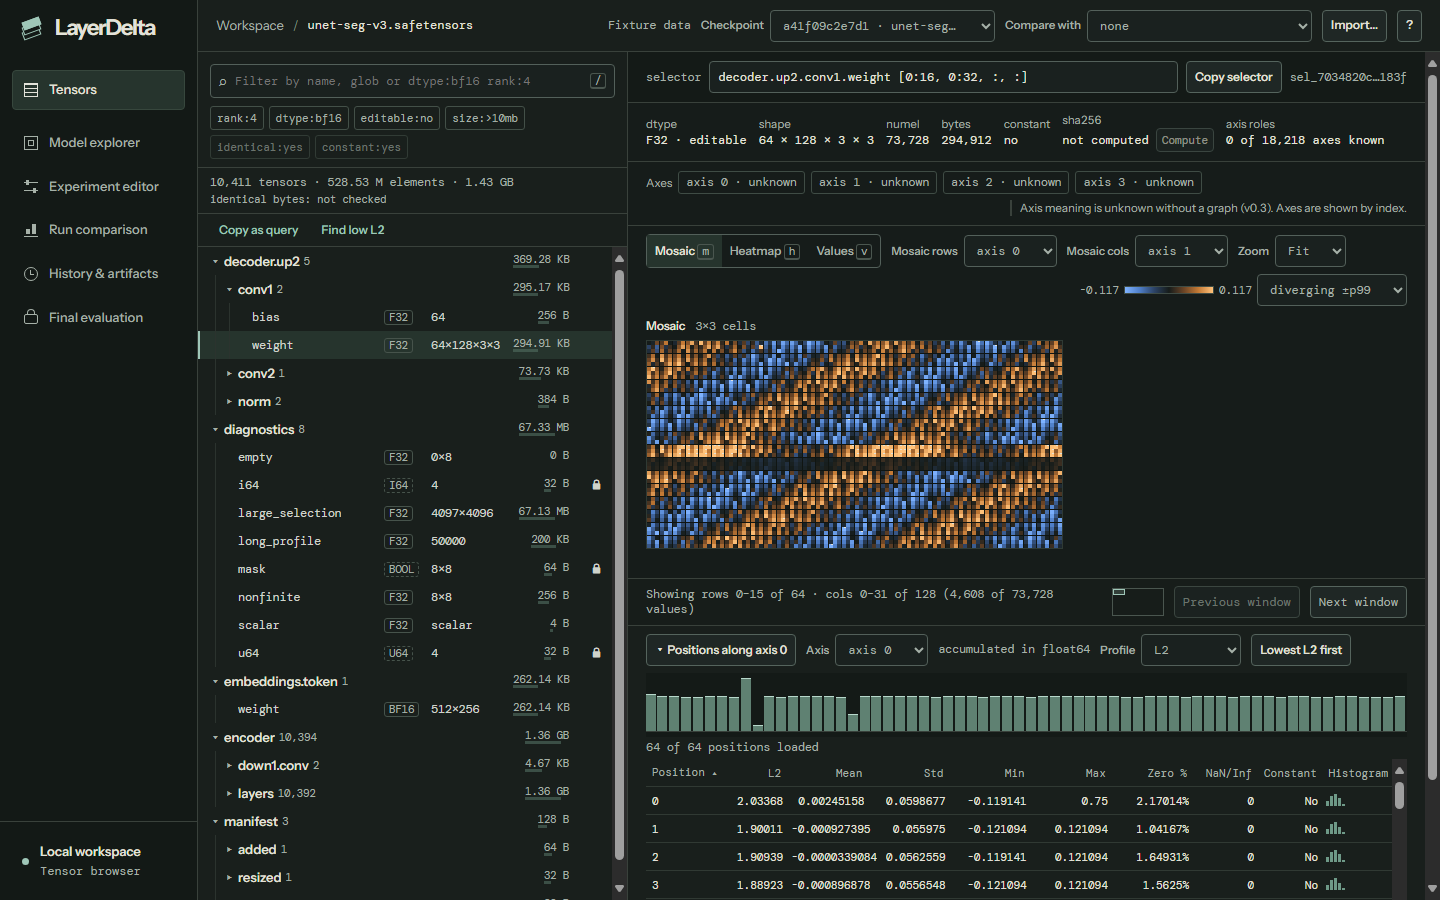 LayerDelta
Workspace / unet-seg-v3.safetensors
Fixture data Checkpoint a41f09c2e7d1 · unet-seg… Compare with none Import… ?
Tensors
Model explorer
Experiment editor
Run comparison
History & artifacts
Final evaluation
Local workspace
Tensor browser
Filter by name, glob or dtype:bf16 rank:4 /
rank:4 dtype:bf16 editable:no size:>10mb
identical:yes constant:yes
10,411 tensors · 528.53 M elements · 1.43 GB
identical bytes: not checked
Copy as query Find low L2
decoder.up2 5 369.28 KB
conv1 2 295.17 KB
bias F32 64 256 B
weight F32 64×128×3×3 294.91 KB
conv2 1 73.73 KB
norm 2 384 B
diagnostics 8 67.33 MB
empty F32 0×8 0 B
i64 I64 4 32 B
large_selection F32 4097×4096 67.13 MB
long_profile F32 50000 200 KB
mask BOOL 8×8 64 B
nonfinite F32 8×8 256 B
scalar F32 scalar 4 B
u64 U64 4 32 B
embeddings.token 1 262.14 KB
weight BF16 512×256 262.14 KB
encoder 10,394 1.36 GB
down1.conv 2 4.67 KB
layers 10,392 1.36 GB
manifest 3 128 B
added 1 64 B
resized 1 32 B
selector decoder.up2.conv1.weight [0:16, 0:32, :, :] Copy selector sel_7034820c…183f
dtype shape numel bytes constant sha256 axis roles
F32 · editable 64 × 128 × 3 × 3 73,728 294,912 no not computed Compute 0 of 18,218 axes known
Axes axis 0 · unknown axis 1 · unknown axis 2 · unknown axis 3 · unknown
Axis meaning is unknown without a graph (v0.3). Axes are shown by index.
Mosaic m Heatmap h Values v Mosaic rows axis 0 Mosaic cols axis 1 Zoom Fit
-0.117 0.117 diverging ±p99
Mosaic 3×3 cells
Showing rows 0–15 of 64 · cols 0–31 of 128 (4,608 of 73,728
values)
Previous window Next window
Positions along axis 0 Axis axis 0 accumulated in float64 Profile L2 Lowest L2 first
64 of 64 positions loaded
Position L2 Mean Std Min Max Zero % NaN/Inf Constant Histogram
0 2.03368 0.00245158 0.0598677 -0.119141 0.75 2.17014% 0 No
1 1.90011 -0.000927395 0.055975 -0.121094 0.121094 1.04167% 0 No
2 1.90939 -0.0000339084 0.0562559 -0.119141 0.121094 1.64931% 0 No
3 1.88923 -0.000896878 0.0556548 -0.121094 0.121094 1.5625% 0 No